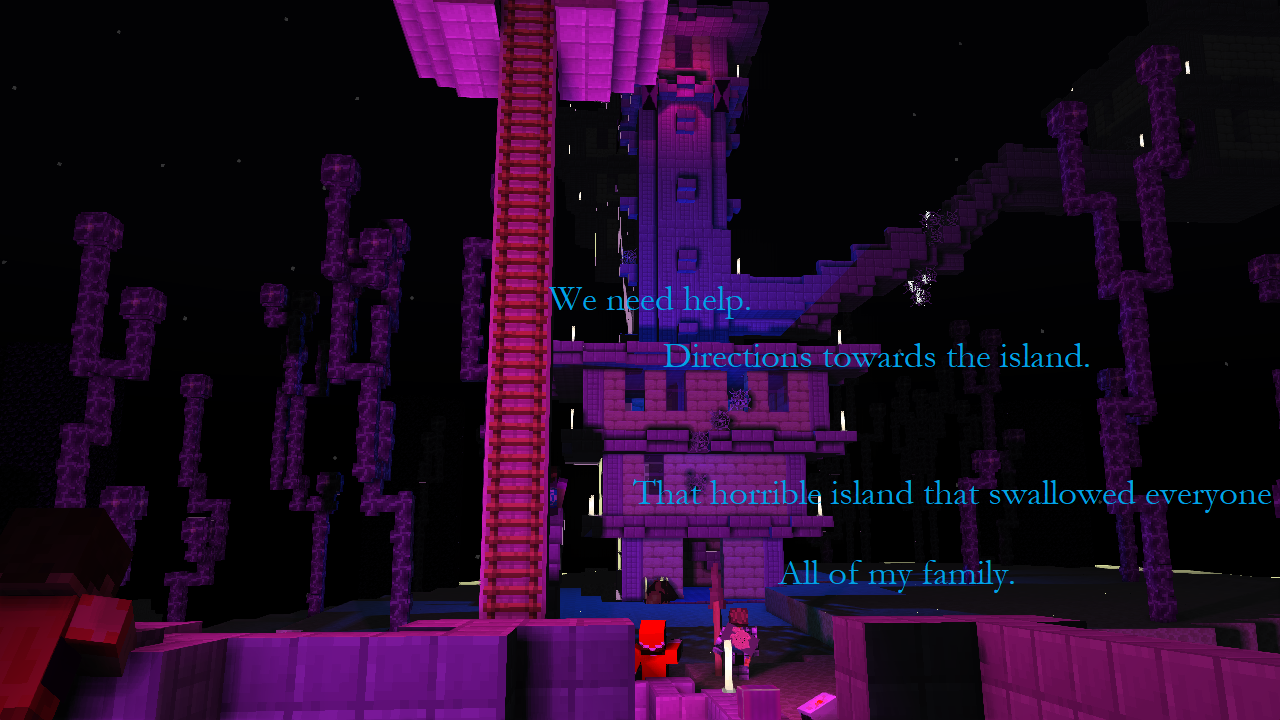 We need help.
Directions towards the island.
That horrible island that swallowed everyone
All of my family.